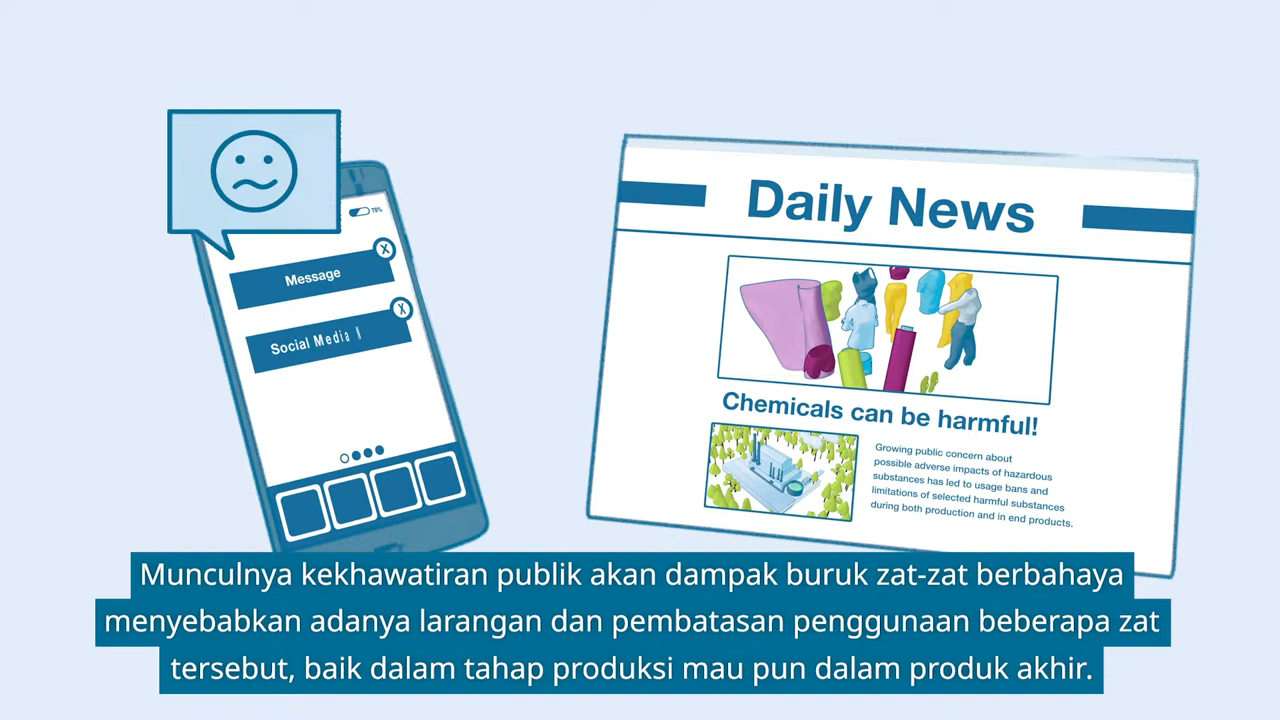 70%
Message
X
Social Media
X
Daily News
Chemicals can be harmful!
Growing public concern about
possible adverse impacts of hazardous
substances has led to usage bans and
limitations of selected harmful substances
during both production and in end products.
Munculnya kekhawatiran publik akan dampak buruk zat-zat berbahaya
menyebabkan adanya larangan dan pembatasan penggunaan beberapa zat
tersebut, baik dalam tahap produksi mau pun dalam produk akhir.